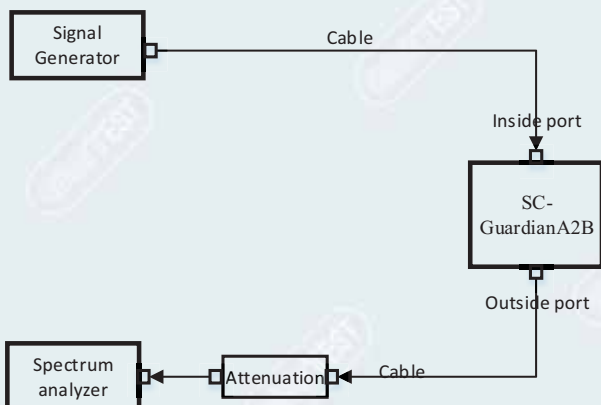 Signal
Generator
Cable
Inside port
SC-
GuardianA2B
Outside port
Cable
Attenuation
Spectrum
analyzer